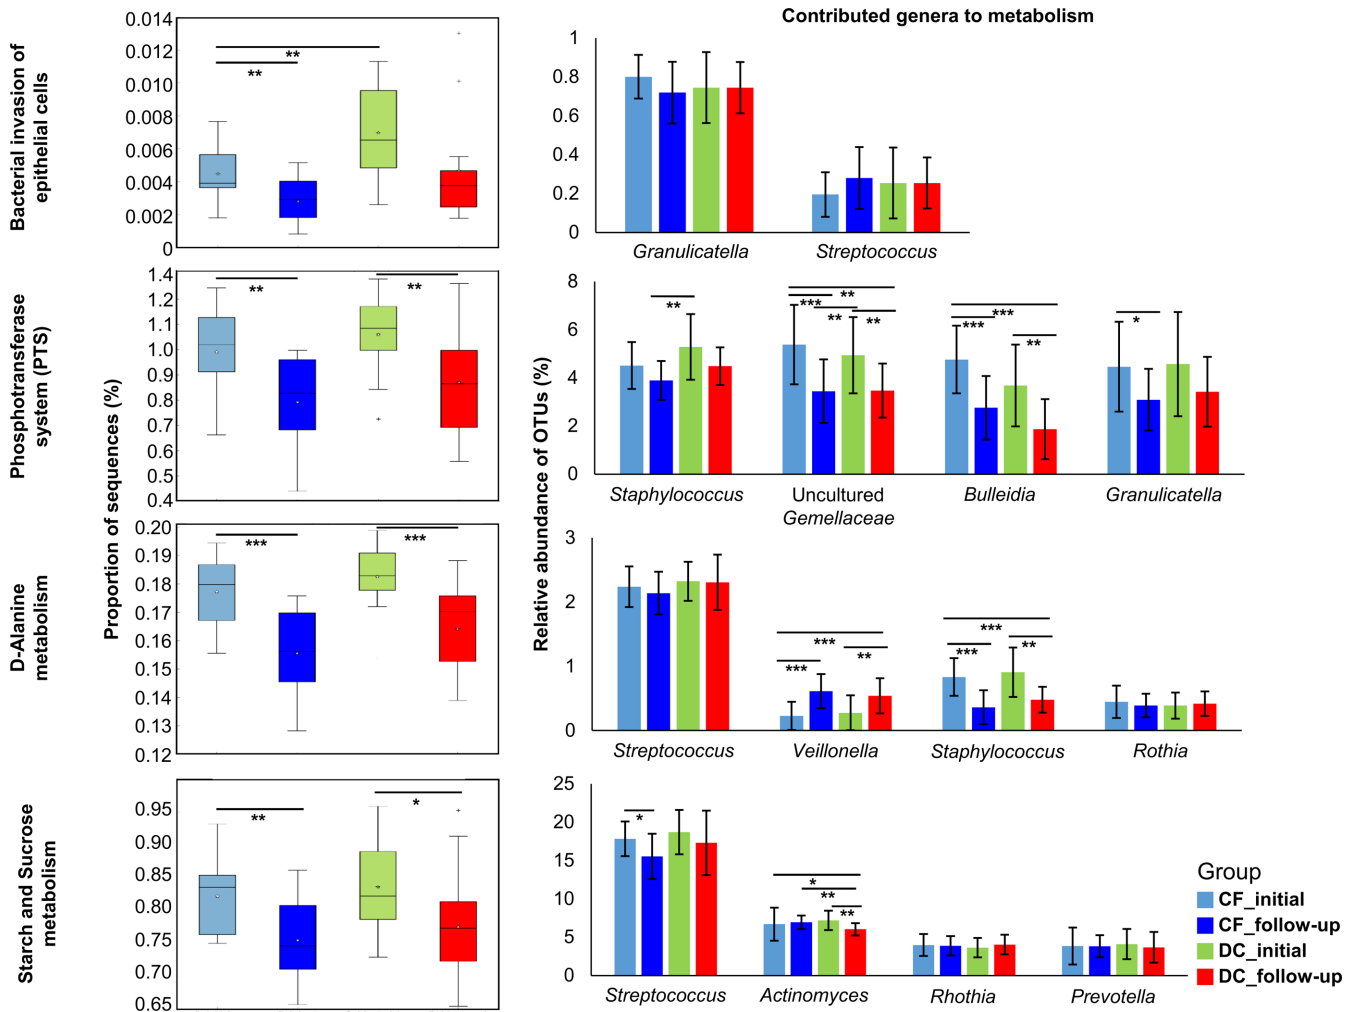 Contributed genera to metabolism
Bacterial invasion of
epithelial cells
0.014
0.012
0.010
0.008
0.006
0.004
0.002
0
**
**
1
0.8
0.6
0.4
0.2
0
Granulicatella
Streptococcus
Phosphotransferase
system (PTS)
1.4
1.2
1.1
1.0
0.9
0.8
0.7
0.6
0.5
0.4
**
**
8
6
4
2
0
**
**
***
**
**
***
***
**
*
Staphylococcus
Uncultured
Gemellaceae
Bulleidia
Granulicatella
Proportion of sequences (%)
Relative abundance of OTUs (%)
D-Alanine
metabolism
0.20
0.19
0.18
0.17
0.16
0.15
0.14
0.13
0.12
***
***
3
2
1
0
***
***
**
***
***
**
Streptococcus
Veillonella
Staphylococcus
Rothia
Starch and Sucrose
metabolism
0.95
0.90
0.85
0.80
0.75
0.70
0.65
**
*
25
20
15
10
5
0
*
*
**
**
Streptococcus
Actinomyces
Rhothia
Prevotella
Group
CF_initial
CF_follow-up
DC_initial
DC_follow-up